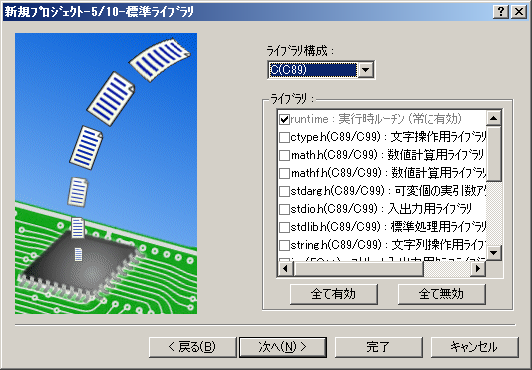 新規ﾌﾟﾛｼﾞｪｸﾄ-5/10-標準ﾗｲﾌﾞﾗﾘ
ﾗｲﾌﾞﾗﾘ構成 :
C(C89)
ﾗｲﾌﾞﾗﾘ :
runtime : 実行時ﾙｰﾁﾝ (常に有効)
ctype.h(C89/C99) : 文字操作用ﾗｲﾌﾞﾗﾘ
math.h(C89/C99) : 数値計算用ﾗｲﾌﾞﾗﾘ
mathf.h(C89/C99) : 数値計算用ﾗｲﾌﾞﾗﾘ
stdarg.h(C89/C99) : 可変個の実引数ｱ
stdio.h(C89/C99) : 入出力用ﾗｲﾌﾞﾗﾘ
stdlib.h(C89/C99) : 標準処理用ﾗｲﾌﾞﾗﾘ
string.h(C89/C99) : 文字列操作用ﾗｲﾌﾞ
全て有効 全て無効
< 戻る(B) 次へ(N) > 完了 ｷｬﾝｾﾙ